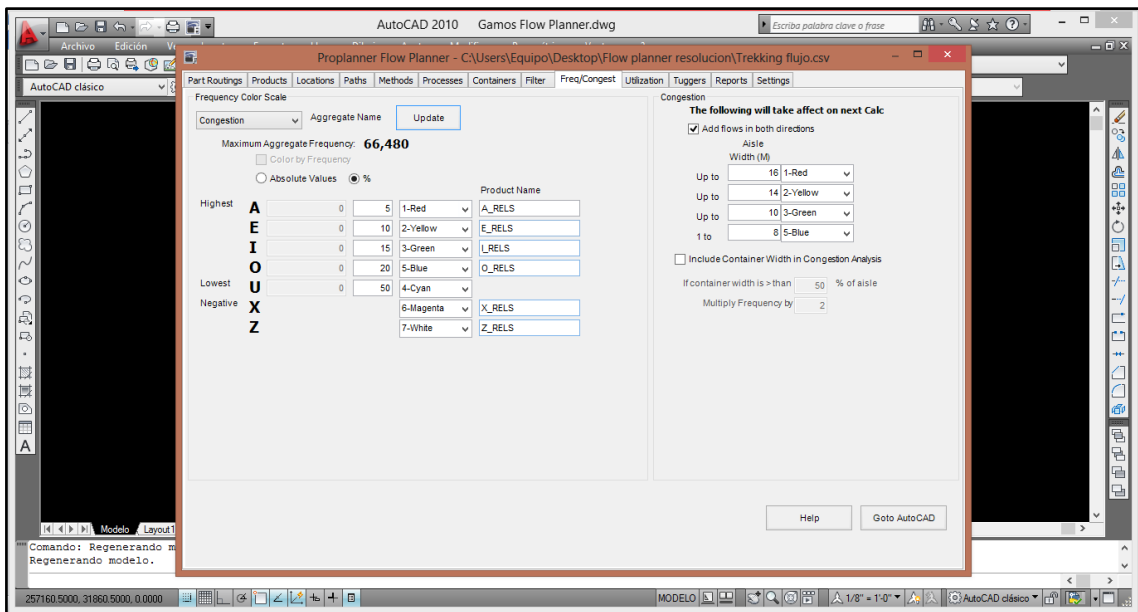 AutoCAD 2010 Gamos Flow Planner.dwg
Escriba palabra clave o frase
Archivo Edición
Proplanner Flow Planner - C:\Users\Equipo\Desktop\Flow planner resolucion\Trekking flujo.csv
AutoCAD clásico
Part Routings Products Locations Paths Methods Processes Containers Filter Freq/Congest Utilization Tuggers Reports Settings
Frequency Color Scale
Congestion Aggregate Name Update
Maximum Aggregate Frequency: 66,480
Color by Frequency
Absolute Values %
Product Name
Highest A 0 5 1-Red A_RELS
E 0 10 2-Yellow E_RELS
I 0 15 3-Green I_RELS
O 0 20 5-Blue O_RELS
Lowest U 0 50 4-Cyan
Negative X 6-Magenta X_RELS
Z 7-White Z_RELS
Congestion
The following will take affect on next Calc
Add flows in both directions
Aisle
Width (M)
Up to 16 1-Red
Up to 14 2-Yellow
Up to 10 3-Green
1 to 8 5-Blue
Include Container Width in Congestion Analysis
If container width is > than 50 % of aisle
Multiply Frequency by 2
Help Goto AutoCAD
Modelo Layout1
Comando: Regenerando m
Regenerando modelo.
257160.5000, 31860.5000, 0.0000 MODELO 1/8" = 1'-0" AutoCAD clásico